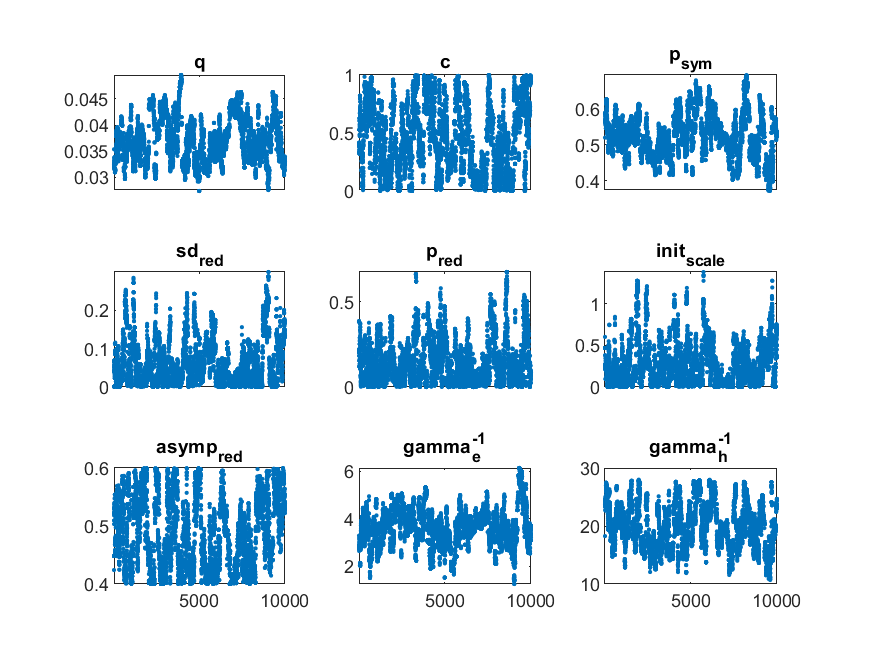 q c p_sym
0.045 1 0.6
0.04 0.5 0.5
0.035 0 0.4
0.03
sd_red p_red init_scale
0.2 0.5 1
0.1 0 0.5
0 0
asymp_red gamma_e^-1 gamma_h^-1
0.6 6 30
0.5 4 20
0.4 2 10
5000 10000 5000 10000 5000 10000